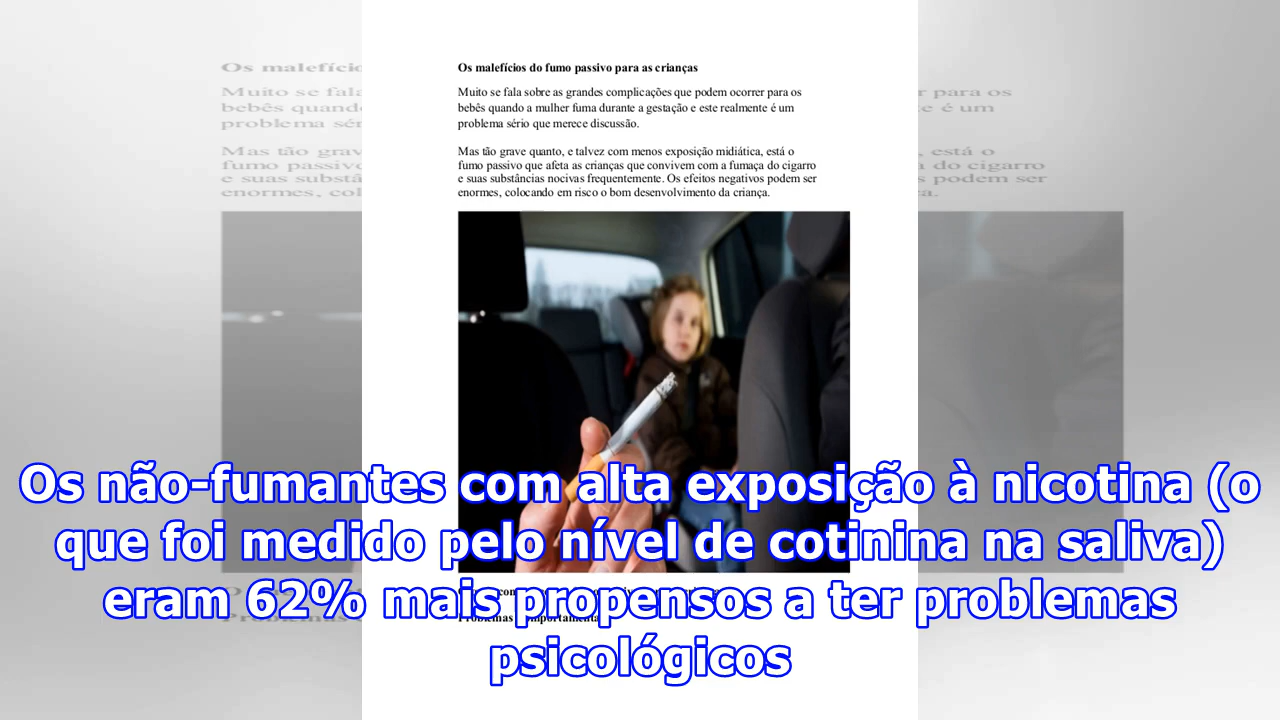 Os malefícios do fumo passivo para as crianças
Muito se fala sobre as grandes complicações que podem ocorrer para os
bebês quando a mulher fuma durante a gestação e este realmente é um
problema sério que merece discussão.
Mas tão grave quanto, e talvez com menos exposição midiática, está o
fumo passivo que afeta as crianças que convivem com a fumaça do cigarro
e suas substâncias nocivas frequentemente. Os efeitos negativos podem ser
enormes, colocando em risco o bom desenvolvimento da criança.
Os não-fumantes com alta exposição à nicotina (o
que foi medido pelo nível de cotinina na saliva)
eram 62% mais propensos a ter problemas
psicológicos
Problemas